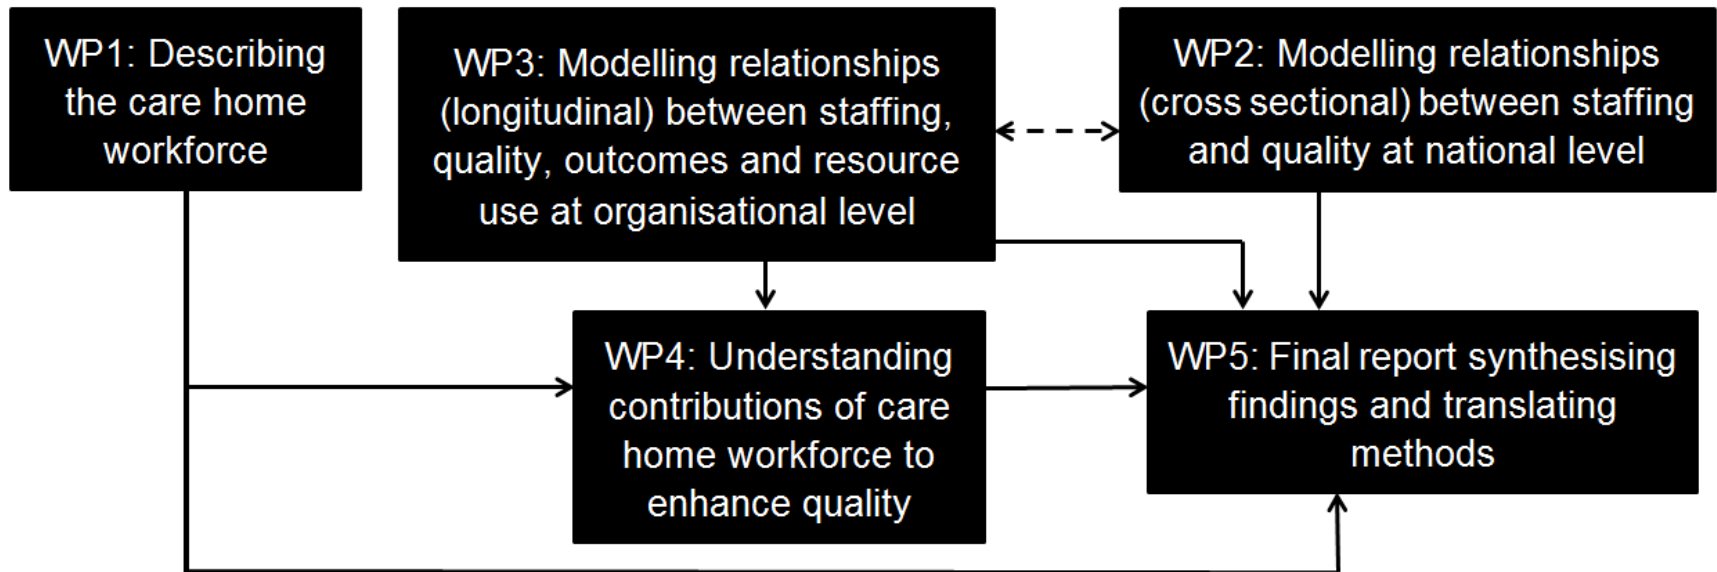 WP1: Describing
the care home
workforce
WP3: Modelling relationships
(longitudinal) between staffing,
quality, outcomes and resource
use at organisational level
WP2: Modelling relationships
(cross sectional) between staffing
and quality at national level
WP4: Understanding
contributions of care
home workforce to
enhance quality
WP5: Final report synthesising
findings and translating
methods